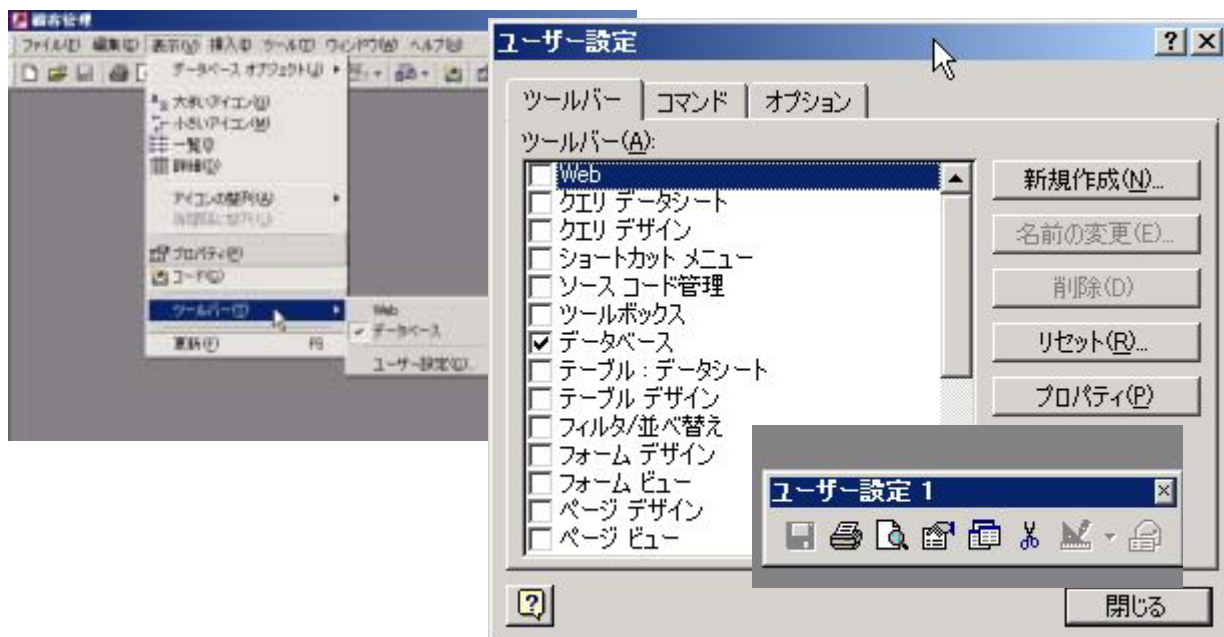 顧客管理
ファイル(F) 編集(E) 表示(V) 挿入(I) ツール(T) ウィンドウ(W) ヘルプ(H)
データベース オブジェクト(J)
大きいアイコン(G)
小さいアイコン(M)
一覧(I)
詳細(D)
アイコンの整列(A)
プロパティ(P)
コード(C)
ツールバー(T)
更新(F) F5
Web
データベース
ユーザー設定(C)...
ユーザー設定
ツールバー コマンド オプション
ツールバー(A):
Web
クエリ データシート
クエリ デザイン
ショートカット メニュー
ソース コード管理
ツールボックス
データベース
テーブル : データシート
テーブル デザイン
フィルタ/並べ替え
フォーム デザイン
フォーム ビュー
ページ デザイン
ページ ビュー
新規作成(N)...
名前の変更(E)...
削除(D)
リセット(R)...
プロパティ(P)
ユーザー設定 1
閉じる